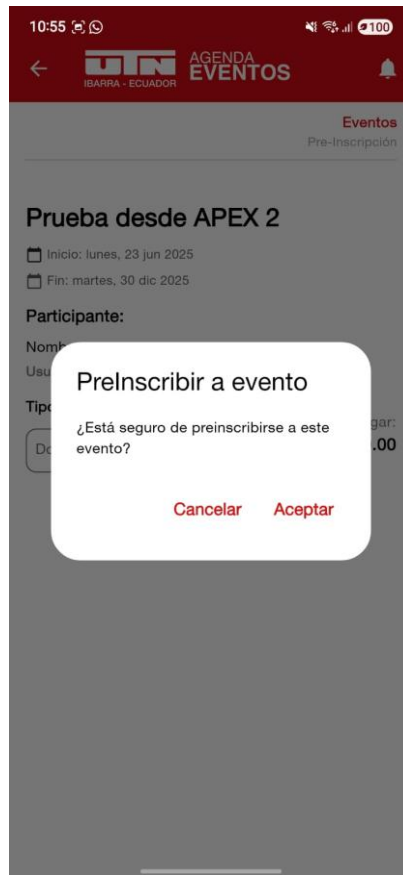 10:55
100
UTN
IBARRA - ECUADOR
AGENDA
EVENTOS
Eventos
Pre-Inscripción
Prueba desde APEX 2
Inicio: lunes, 23 jun 2025
Fin: martes, 30 dic 2025
Participante:
PreInscribir a evento
¿Está seguro de preinscribirse a este
evento?
.00
Cancelar Aceptar